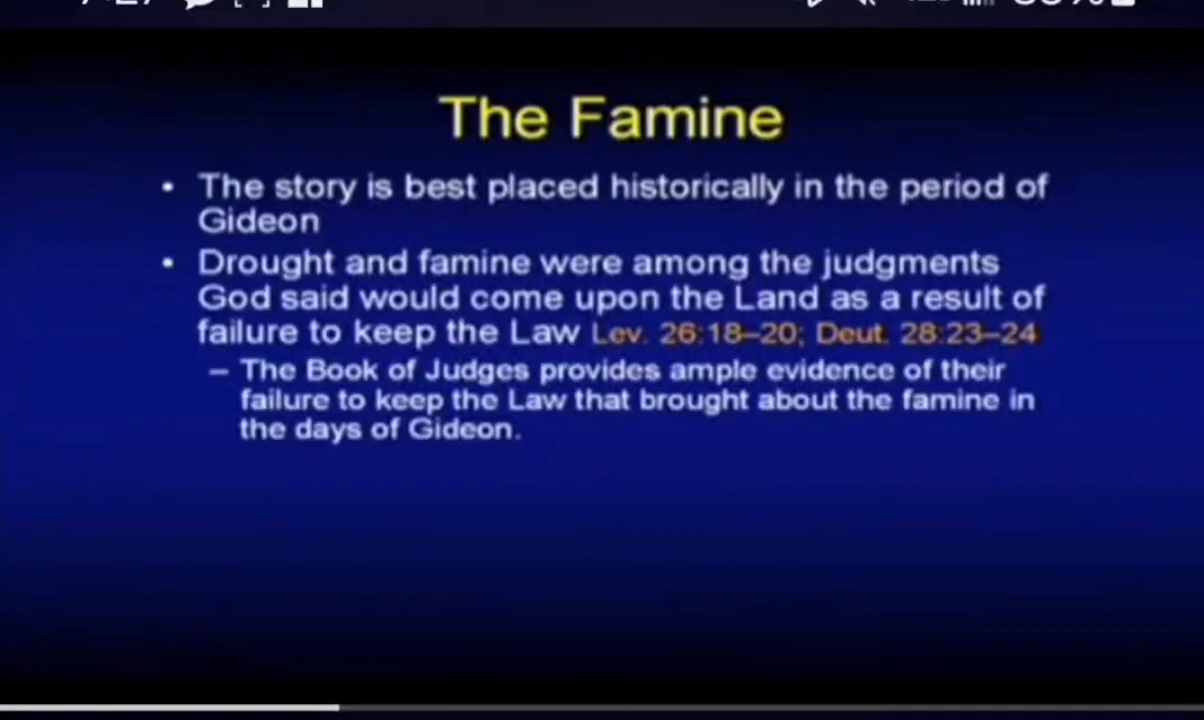 The Famine
• The story is best placed historically in the period of
Gideon
• Drought and famine were among the judgments
God said would come upon the Land as a result of
failure to keep the Law Lev. 26:18–20; Deut. 28:23–24
– The Book of Judges provides ample evidence of their
failure to keep the Law that brought about the famine in
the days of Gideon.